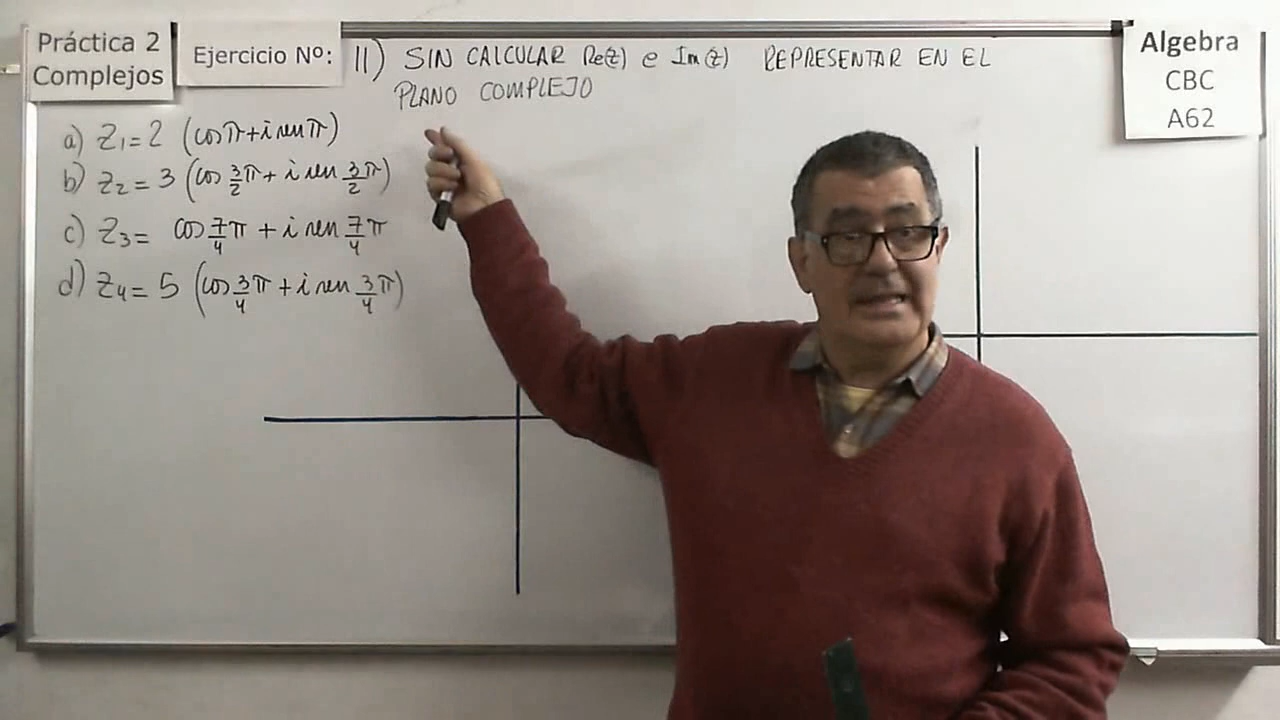 Práctica 2
Complejos
Ejercicio Nº: 11) SIN CALCULAR Re(z) e Im(z) REPRESENTAR EN EL
PLANO COMPLEJO
Algebra
CBC
A62
a) Z₁ = 2 (cos π + i sen π)
b) Z₂ = 3 (cos 3/2 π + i sen 3/2 π)
c) Z₃ = cos 7/4 π + i sen 7/4 π
d) Z₄ = 5 (cos 3/4 π + i sen 3/4 π)